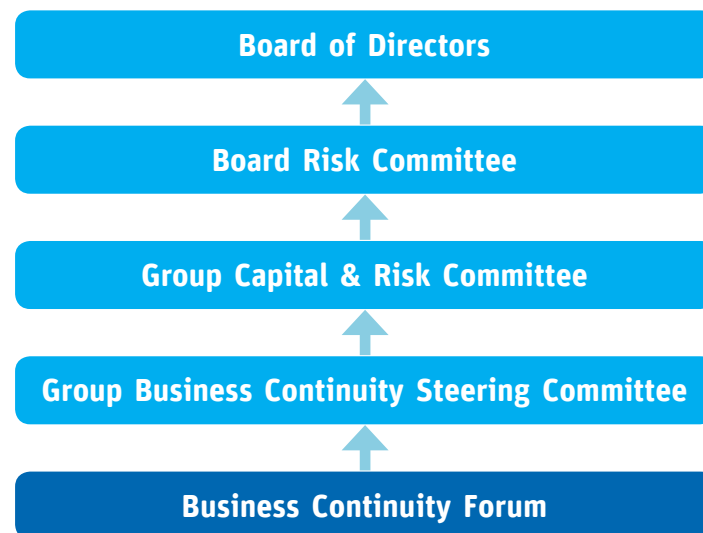 Board of Directors
Board Risk Committee
Group Capital & Risk Committee
Group Business Continuity Steering Committee
Business Continuity Forum